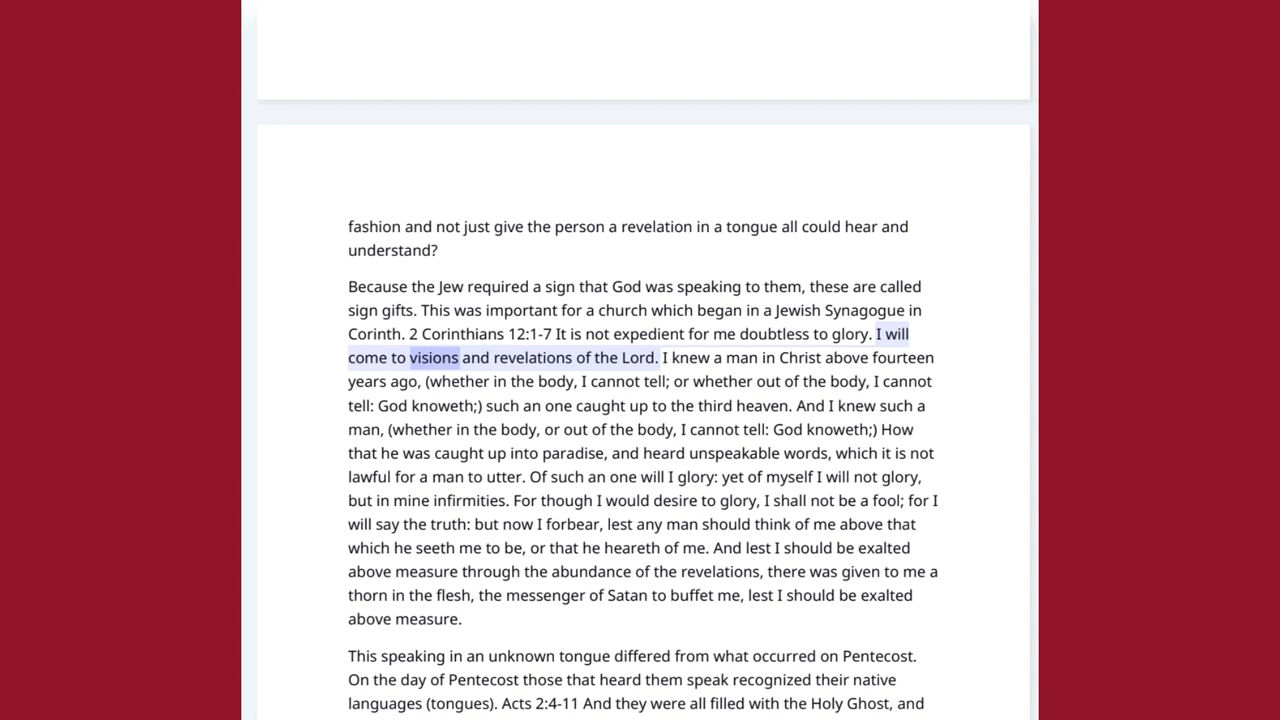 fashion and not just give the person a revelation in a tongue all could hear and
understand?
Because the Jew required a sign that God was speaking to them, these are called
sign gifts. This was important for a church which began in a Jewish Synagogue in
Corinth. 2 Corinthians 12:1-7 It is not expedient for me doubtless to glory. I will
come to visions and revelations of the Lord. I knew a man in Christ above fourteen
years ago, (whether in the body, I cannot tell; or whether out of the body, I cannot
tell: God knoweth;) such an one caught up to the third heaven. And I knew such a
man, (whether in the body, or out of the body, I cannot tell: God knoweth;) How
that he was caught up into paradise, and heard unspeakable words, which it is not
lawful for a man to utter. Of such an one will I glory: yet of myself I will not glory,
but in mine infirmities. For though I would desire to glory, I shall not be a fool; for I
will say the truth: but now I forbear, lest any man should think of me above that
which he seeth me to be, or that he heareth of me. And lest I should be exalted
above measure through the abundance of the revelations, there was given to me a
thorn in the flesh, the messenger of Satan to buffet me, lest I should be exalted
above measure.
This speaking in an unknown tongue differed from what occurred on Pentecost.
On the day of Pentecost those that heard them speak recognized their native
languages (tongues). Acts 2:4-11 And they were all filled with the Holy Ghost, and